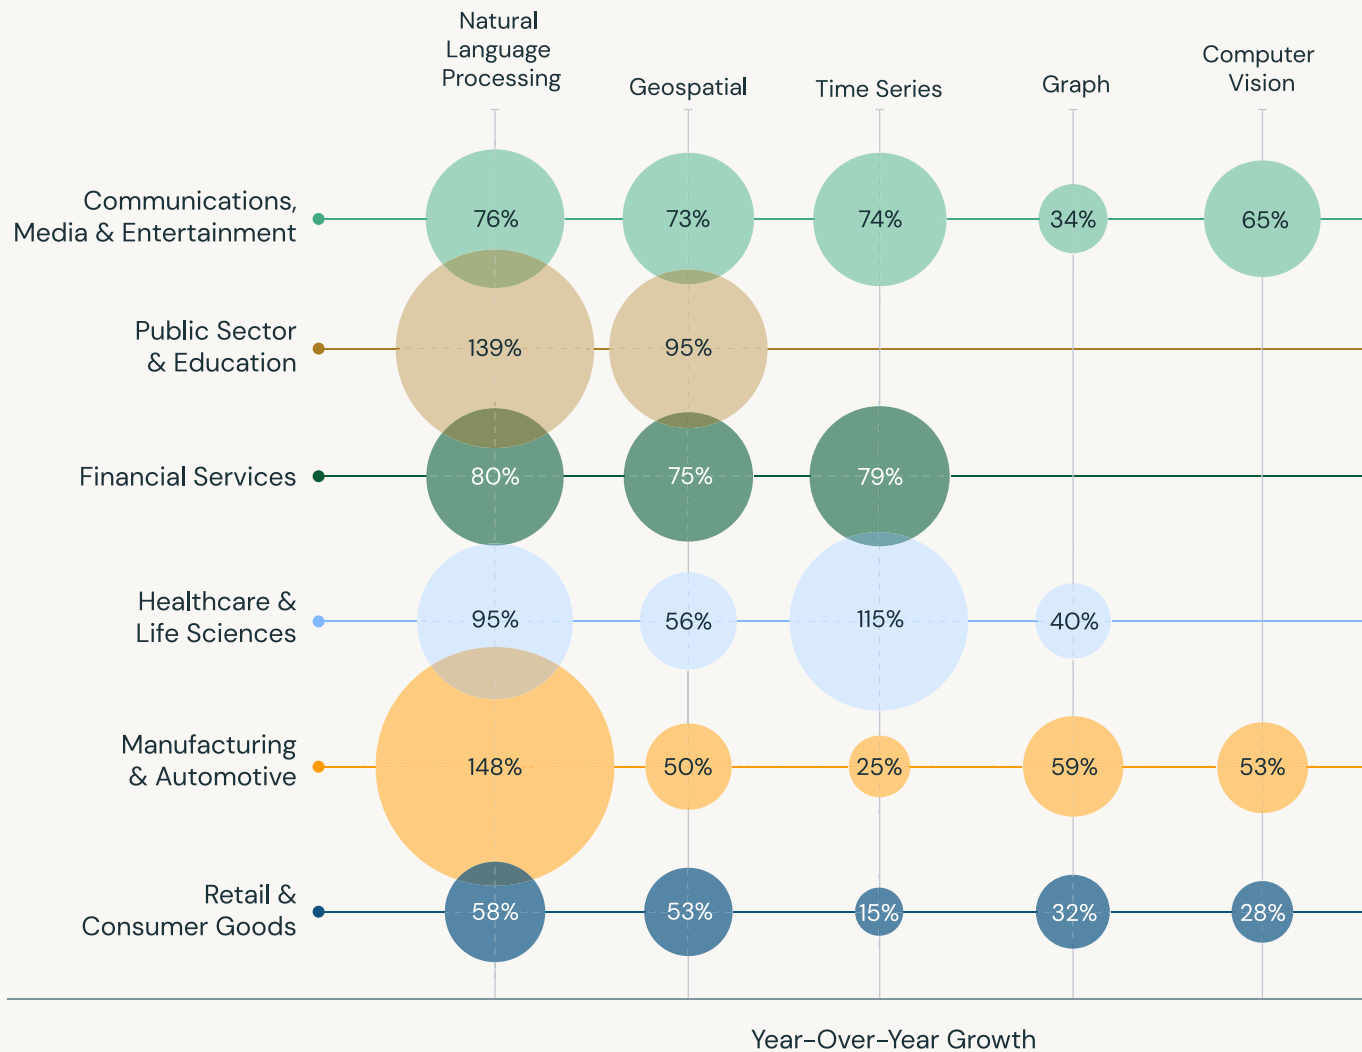 Natural
Language
Processing
Geospatial
Time Series
Graph
Computer
Vision
Communications,
Media & Entertainment
76%
73%
74%
34%
65%
Public Sector
& Education
139%
95%
Financial Services
80%
75%
79%
Healthcare &
Life Sciences
95%
56%
115%
40%
Manufacturing
& Automotive
148%
50%
25%
59%
53%
Retail &
Consumer Goods
58%
53%
15%
32%
28%
Year-Over-Year Growth